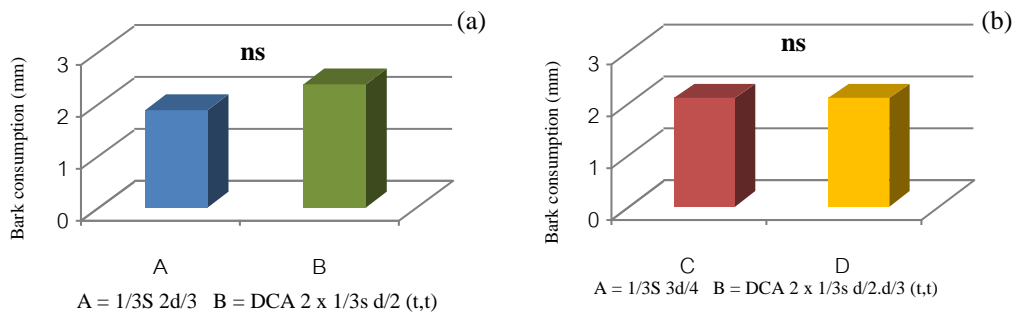 (a)
ns
Bark consumption (mm)
3
2
1
0
A B
A = 1/3S 2d/3 B = DCA 2 x 1/3s d/2 (t,t)
(b)
ns
Bark consumption (mm)
3
2
1
0
C D
A = 1/3S 3d/4 B = DCA 2 x 1/3s d/2.d/3 (t,t)